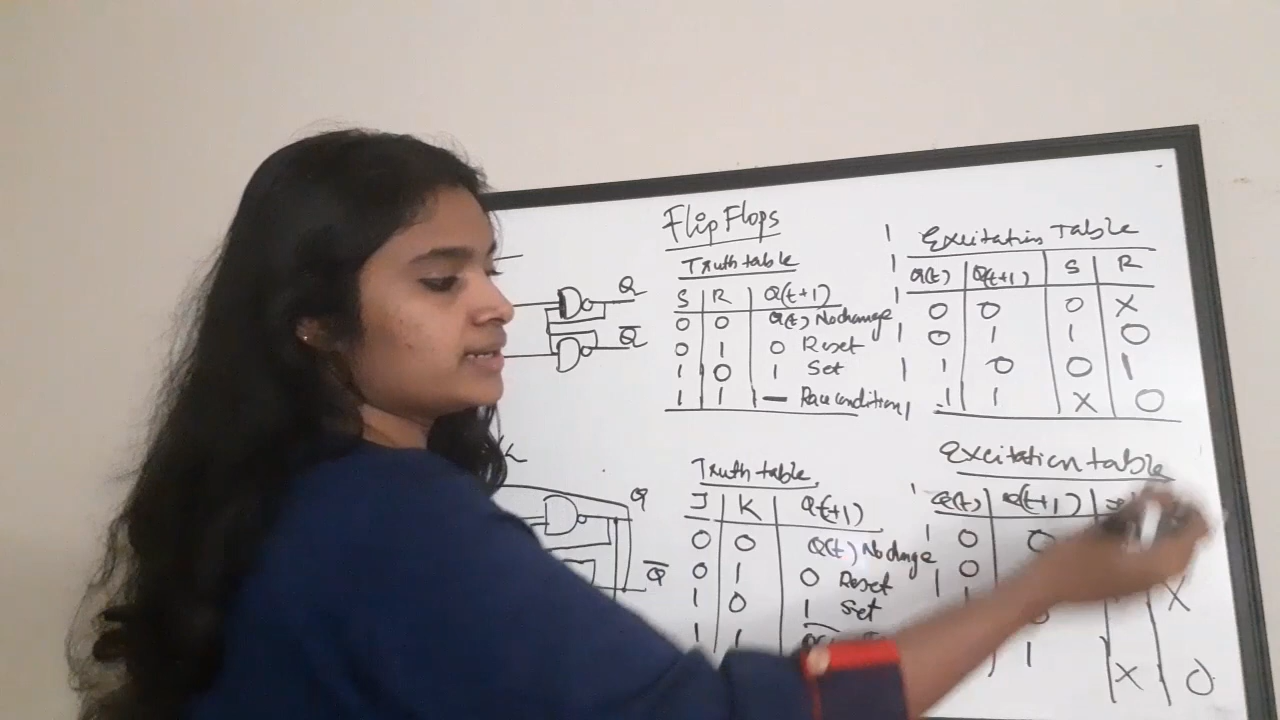 Flip Flops
Truth table
S R Q(t+1)
0 0 Q(t) No change
0 1 0 Reset
1 0 1 Set
1 1 — Race condition
Excitation Table
Q(t) Q(t+1) S R
0 0 0 X
0 1 1 0
1 0 0 1
1 1 X 0
Q
Q̅
Truth table
J K Q(t+1)
0 0 Q(t) No change
0 1 0 Reset
1 0 1 Set
1 1
Excitation table
Q(t) Q(t+1)
0 0
0
X
1 X 0
Q
Q̅